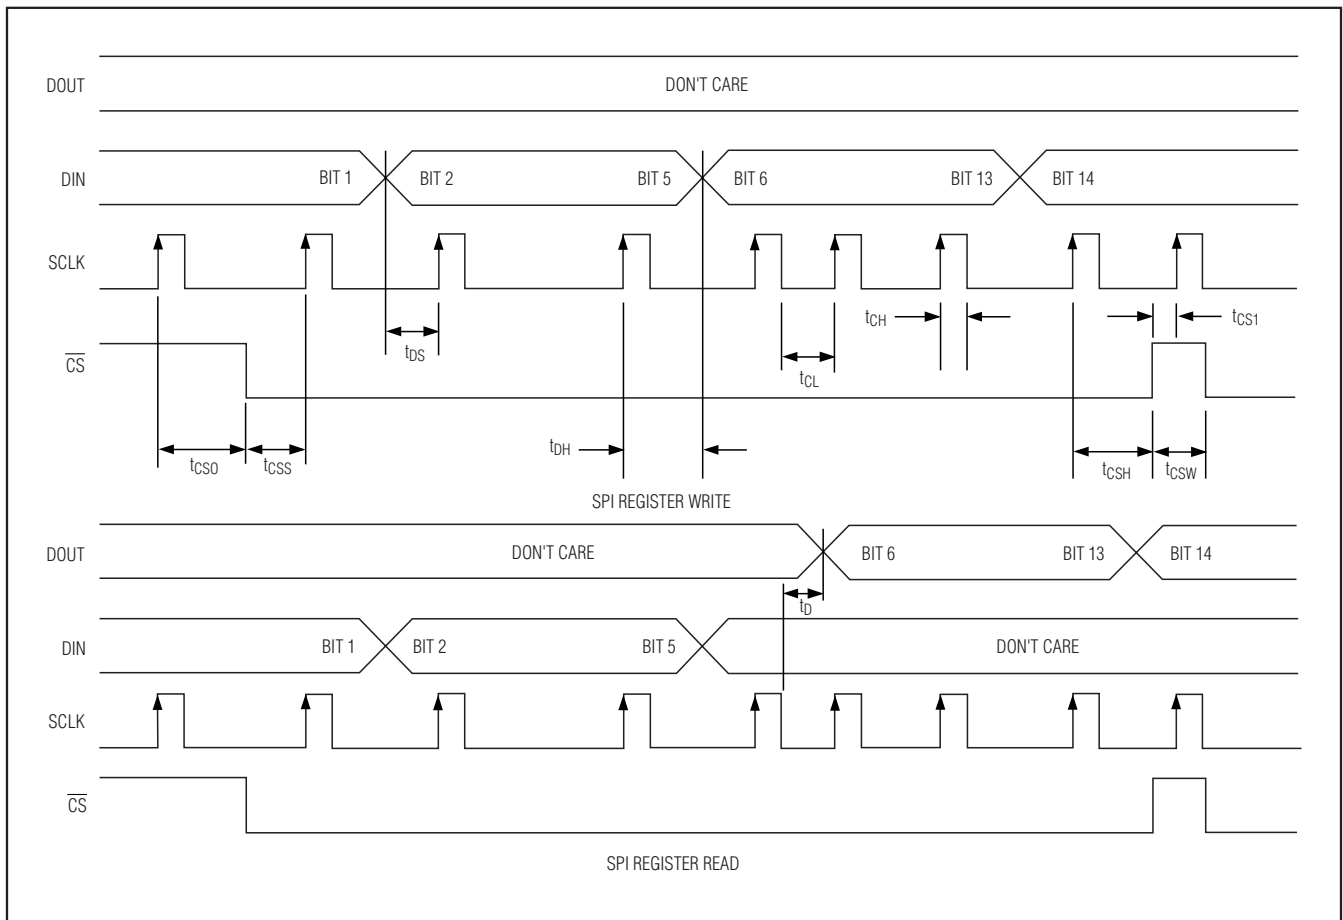 DOUT DON'T CARE
DIN BIT 1 BIT 2 BIT 5 BIT 6 BIT 13 BIT 14
SCLK
tCH tCS1
tDS
CS
tCL
tDH
tCSO tCSS tCSH tCSW
SPI REGISTER WRITE
DOUT DON'T CARE BIT 6 BIT 13 BIT 14
tD
DIN BIT 1 BIT 2 BIT 5 DON'T CARE
SCLK
CS
SPI REGISTER READ